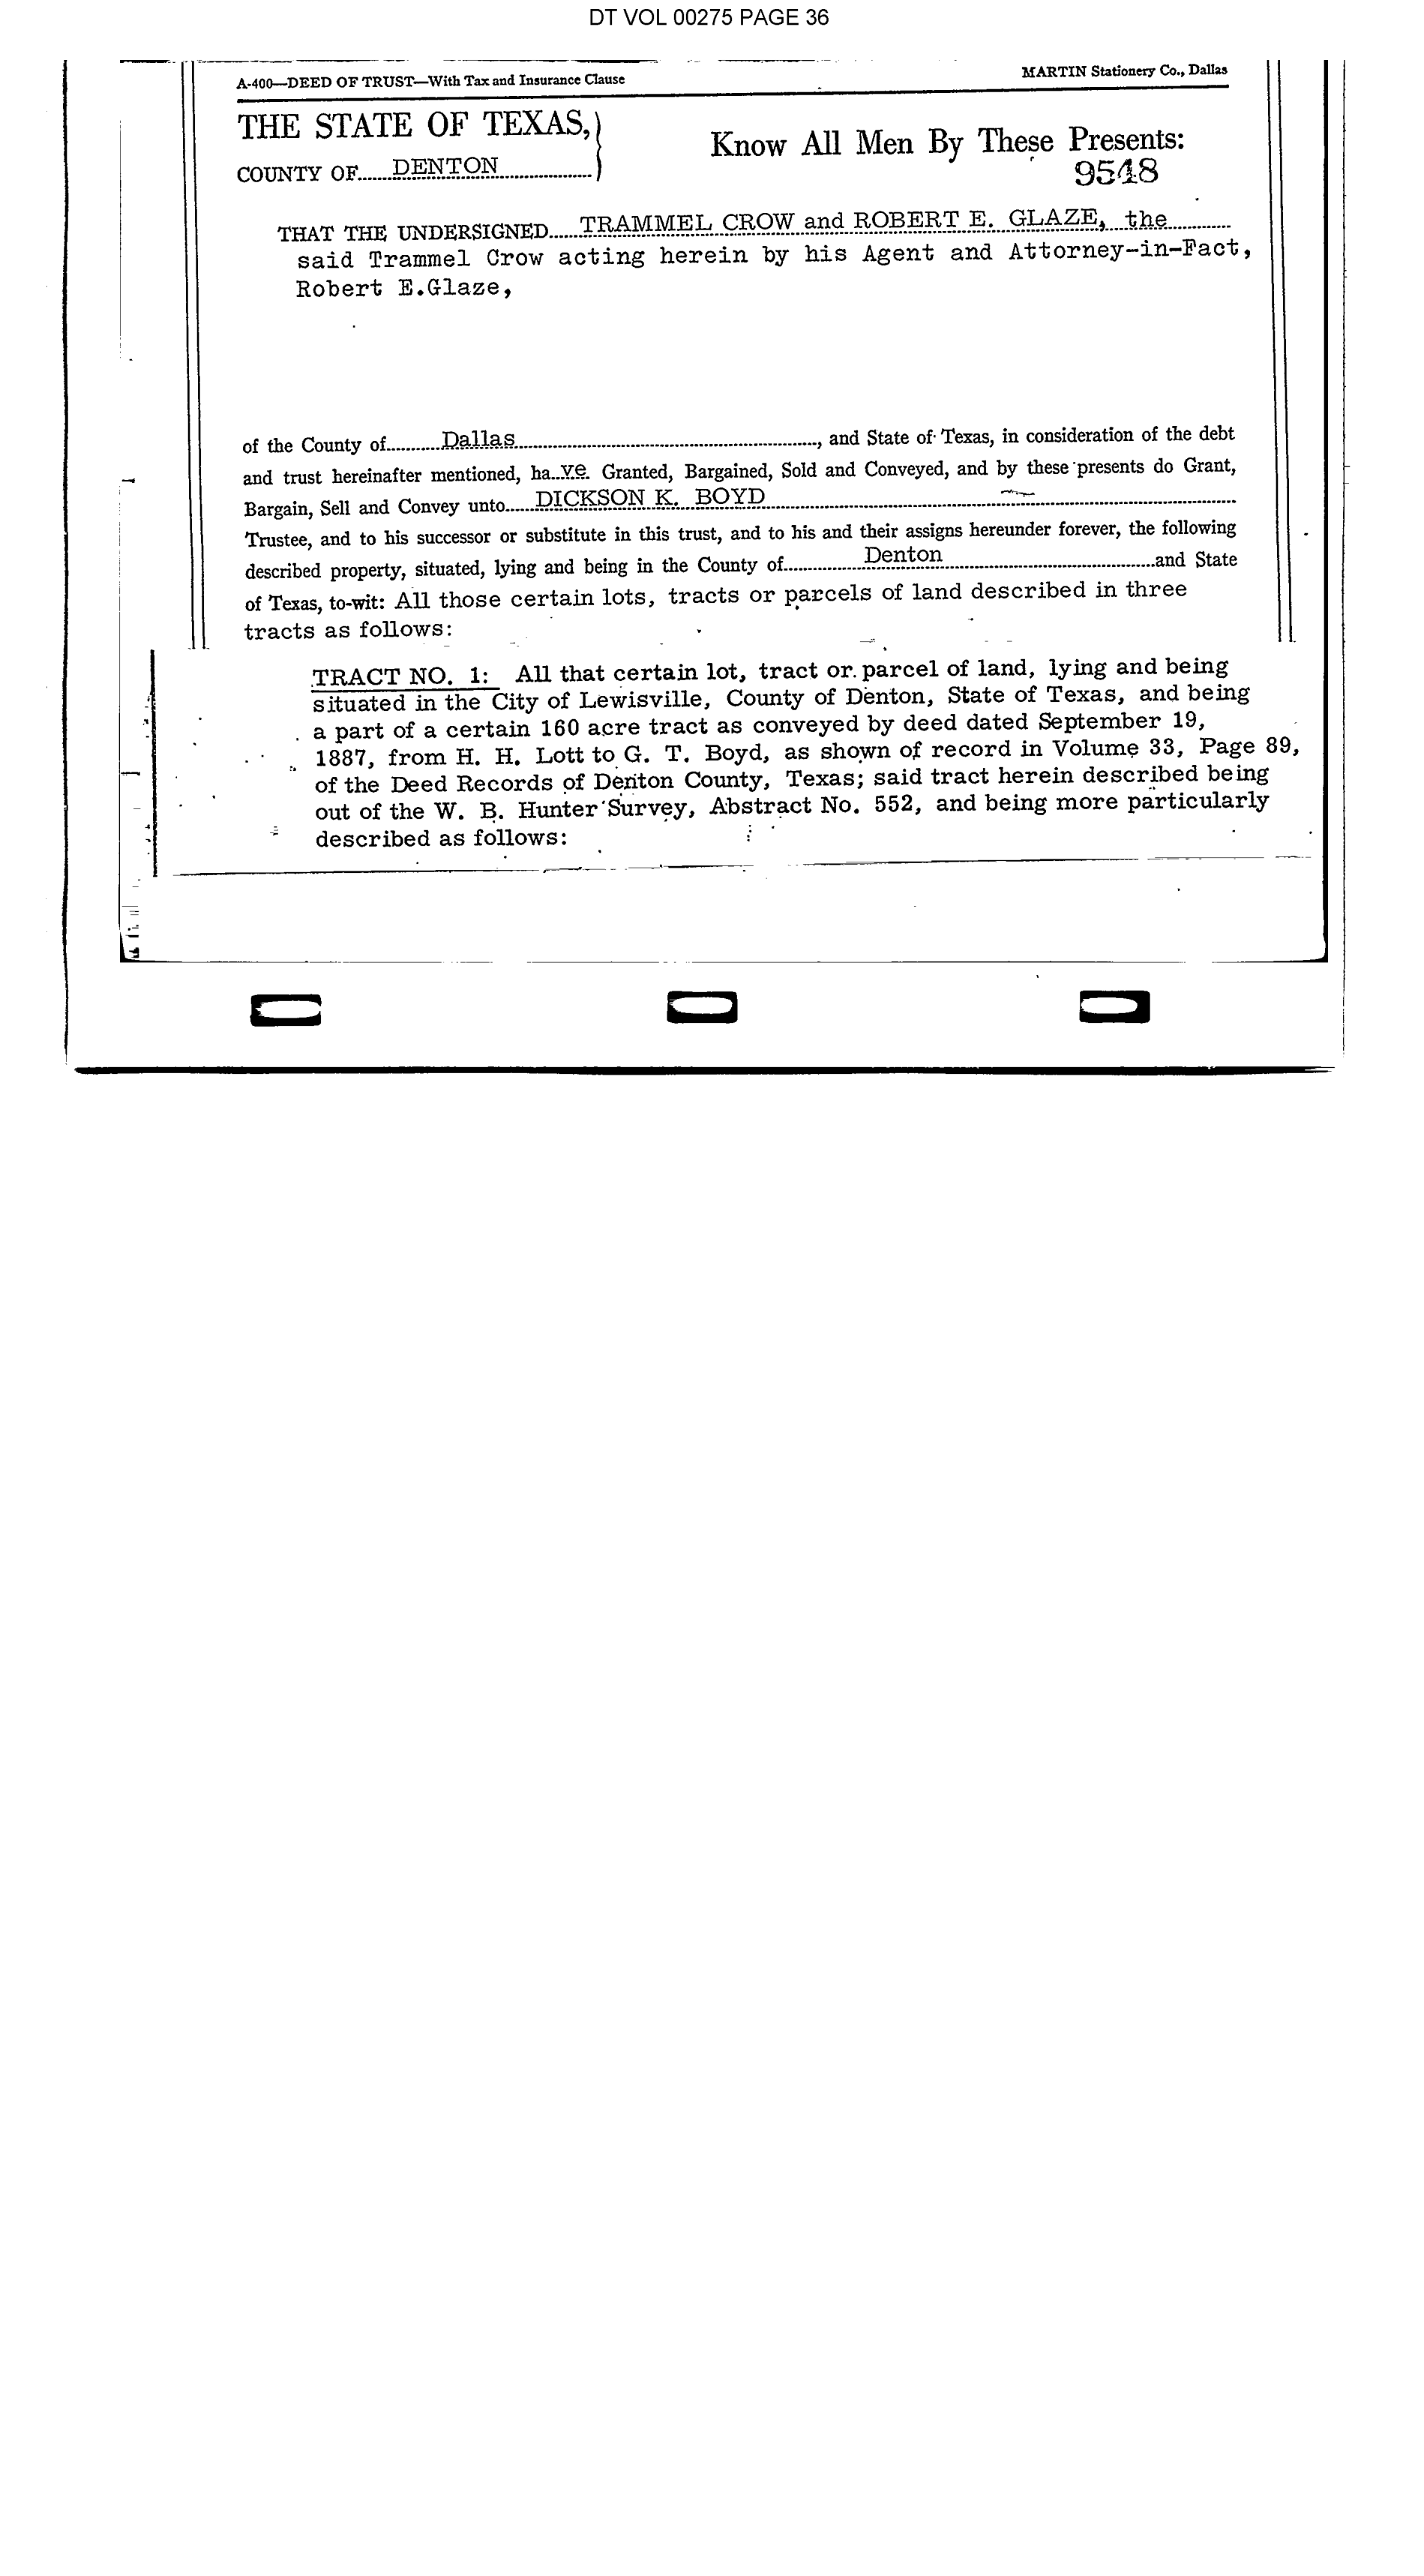 DT VOL 00275 PAGE 36
A-400—DEED OF TRUST—With Tax and Insurance Clause
MARTIN Stationery Co., Dallas
THE STATE OF TEXAS,
COUNTY OF DENTON
Know All Men By These Presents:
9548
THAT THE UNDERSIGNED TRAMMEL CROW and ROBERT E. GLAZE, the
said Trammel Crow acting herein by his Agent and Attorney-in-Fact,
Robert E.Glaze,
of the County of Dallas, and State of Texas, in consideration of the debt
and trust hereinafter mentioned, ha ve Granted, Bargained, Sold and Conveyed, and by these presents do Grant,
Bargain, Sell and Convey unto DICKSON K. BOYD
Trustee, and to his successor or substitute in this trust, and to his and their assigns hereunder forever, the following
described property, situated, lying and being in the County of Denton and State
of Texas, to-wit: All those certain lots, tracts or parcels of land described in three
tracts as follows:
TRACT NO. 1: All that certain lot, tract or parcel of land, lying and being
situated in the City of Lewisville, County of Denton, State of Texas, and being
a part of a certain 160 acre tract as conveyed by deed dated September 19,
1887, from H. H. Lott to G. T. Boyd, as shown of record in Volume 33, Page 89,
of the Deed Records of Denton County, Texas; said tract herein described being
out of the W. B. Hunter Survey, Abstract No. 552, and being more particularly
described as follows: